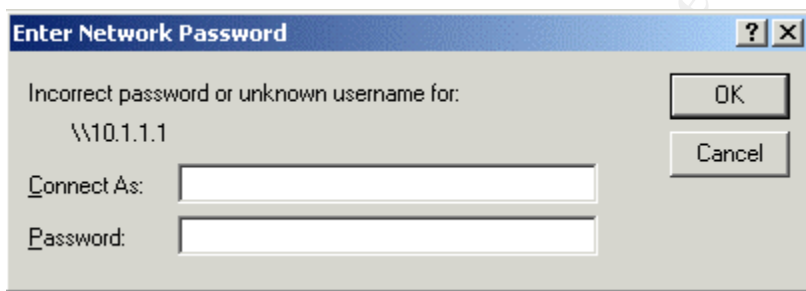 Enter Network Password
Incorrect password or unknown username for:
\\10.1.1.1
Connect As:
Password:
OK
Cancel